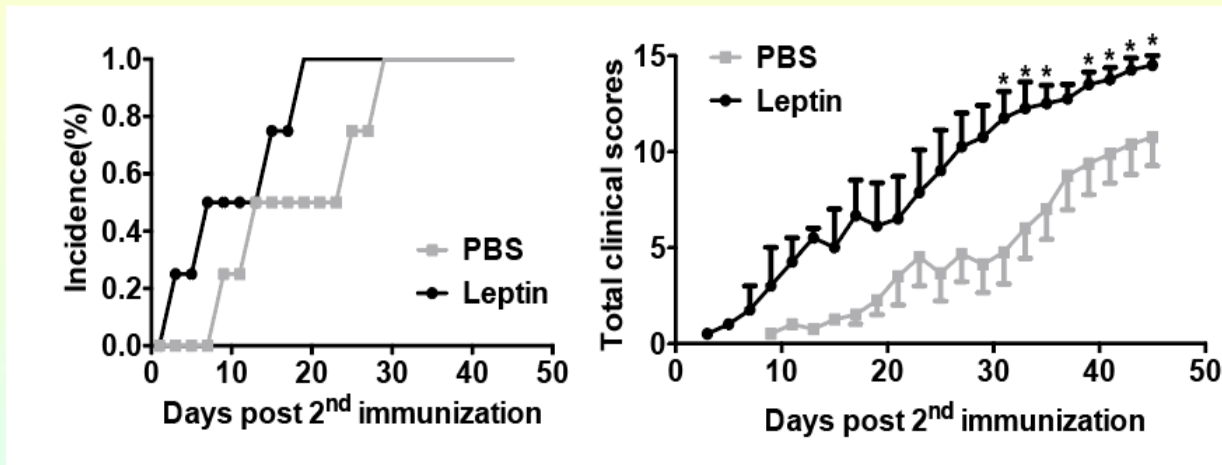 Incidence(%)
1.0
0.8
0.6
0.4
0.2
0.0
0 10 20 30 40 50
Days post 2nd immunization
PBS
Leptin
Total clinical scores
15
10
5
0
0 10 20 30 40 50
Days post 2nd immunization
PBS
Leptin
* * * * * * *